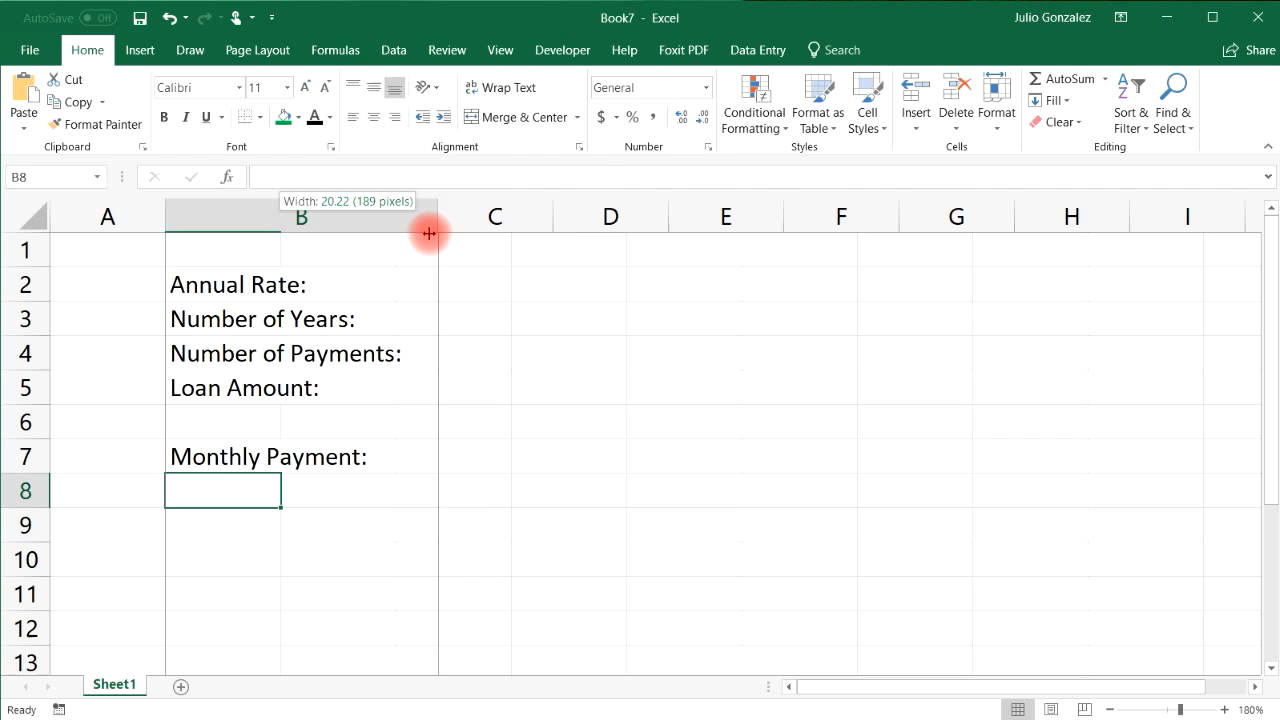 AutoSave Off Book7 - Excel Julio Gonzalez
File Home Insert Draw Page Layout Formulas Data Review View Developer Help Foxit PDF Data Entry Search Share
Paste
Cut
Copy
Format Painter
Clipboard
Calibri 11
B I U
A A
Font
ab Wrap Text
Merge & Center
Alignment
General
$ % ,
Number
Conditional Formatting
Format as Table
Cell Styles
Styles
Insert Delete Format
Cells
AutoSum
Fill
Clear
Sort & Filter
Find & Select
Editing
B8 fx
Width: 20.22 (189 pixels)
A B C D E F G H I
1
2 Annual Rate:
3 Number of Years:
4 Number of Payments:
5 Loan Amount:
6
7 Monthly Payment:
8
9
10
11
12
13
Sheet1
Ready 180%